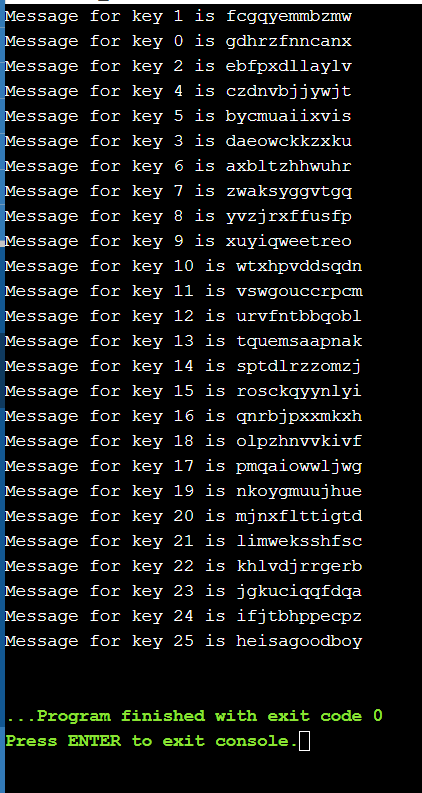 Message for key 1 is fcgqyemmbzmw
Message for key 0 is gdhrzfnncanx
Message for key 2 is ebfpxdllaylv
Message for key 4 is czdnvbjjywjt
Message for key 5 is bycmuaiixvis
Message for key 3 is daeowckkzxku
Message for key 6 is axbltzhhwuhr
Message for key 7 is zwaksyggvtgq
Message for key 8 is yvzjrxffusfp
Message for key 9 is xuyiqweetreo
Message for key 10 is wtxhpvddsqdn
Message for key 11 is vswgouccrpcm
Message for key 12 is urvfntbbqobl
Message for key 13 is tquemsaapnak
Message for key 14 is sptdlrzzomzj
Message for key 15 is rosckqyynlyi
Message for key 16 is qnrbjpxxmkxh
Message for key 18 is olpzhnvvkivf
Message for key 17 is pmqaiowwljwg
Message for key 19 is nkoygmuujhue
Message for key 20 is mjnxflttigtd
Message for key 21 is limweksshfsc
Message for key 22 is khlvdjrrgerb
Message for key 23 is jgkuciqqfdqa
Message for key 24 is ifjtbhppecpz
Message for key 25 is heisagoodboy
...Program finished with exit code 0
Press ENTER to exit console.